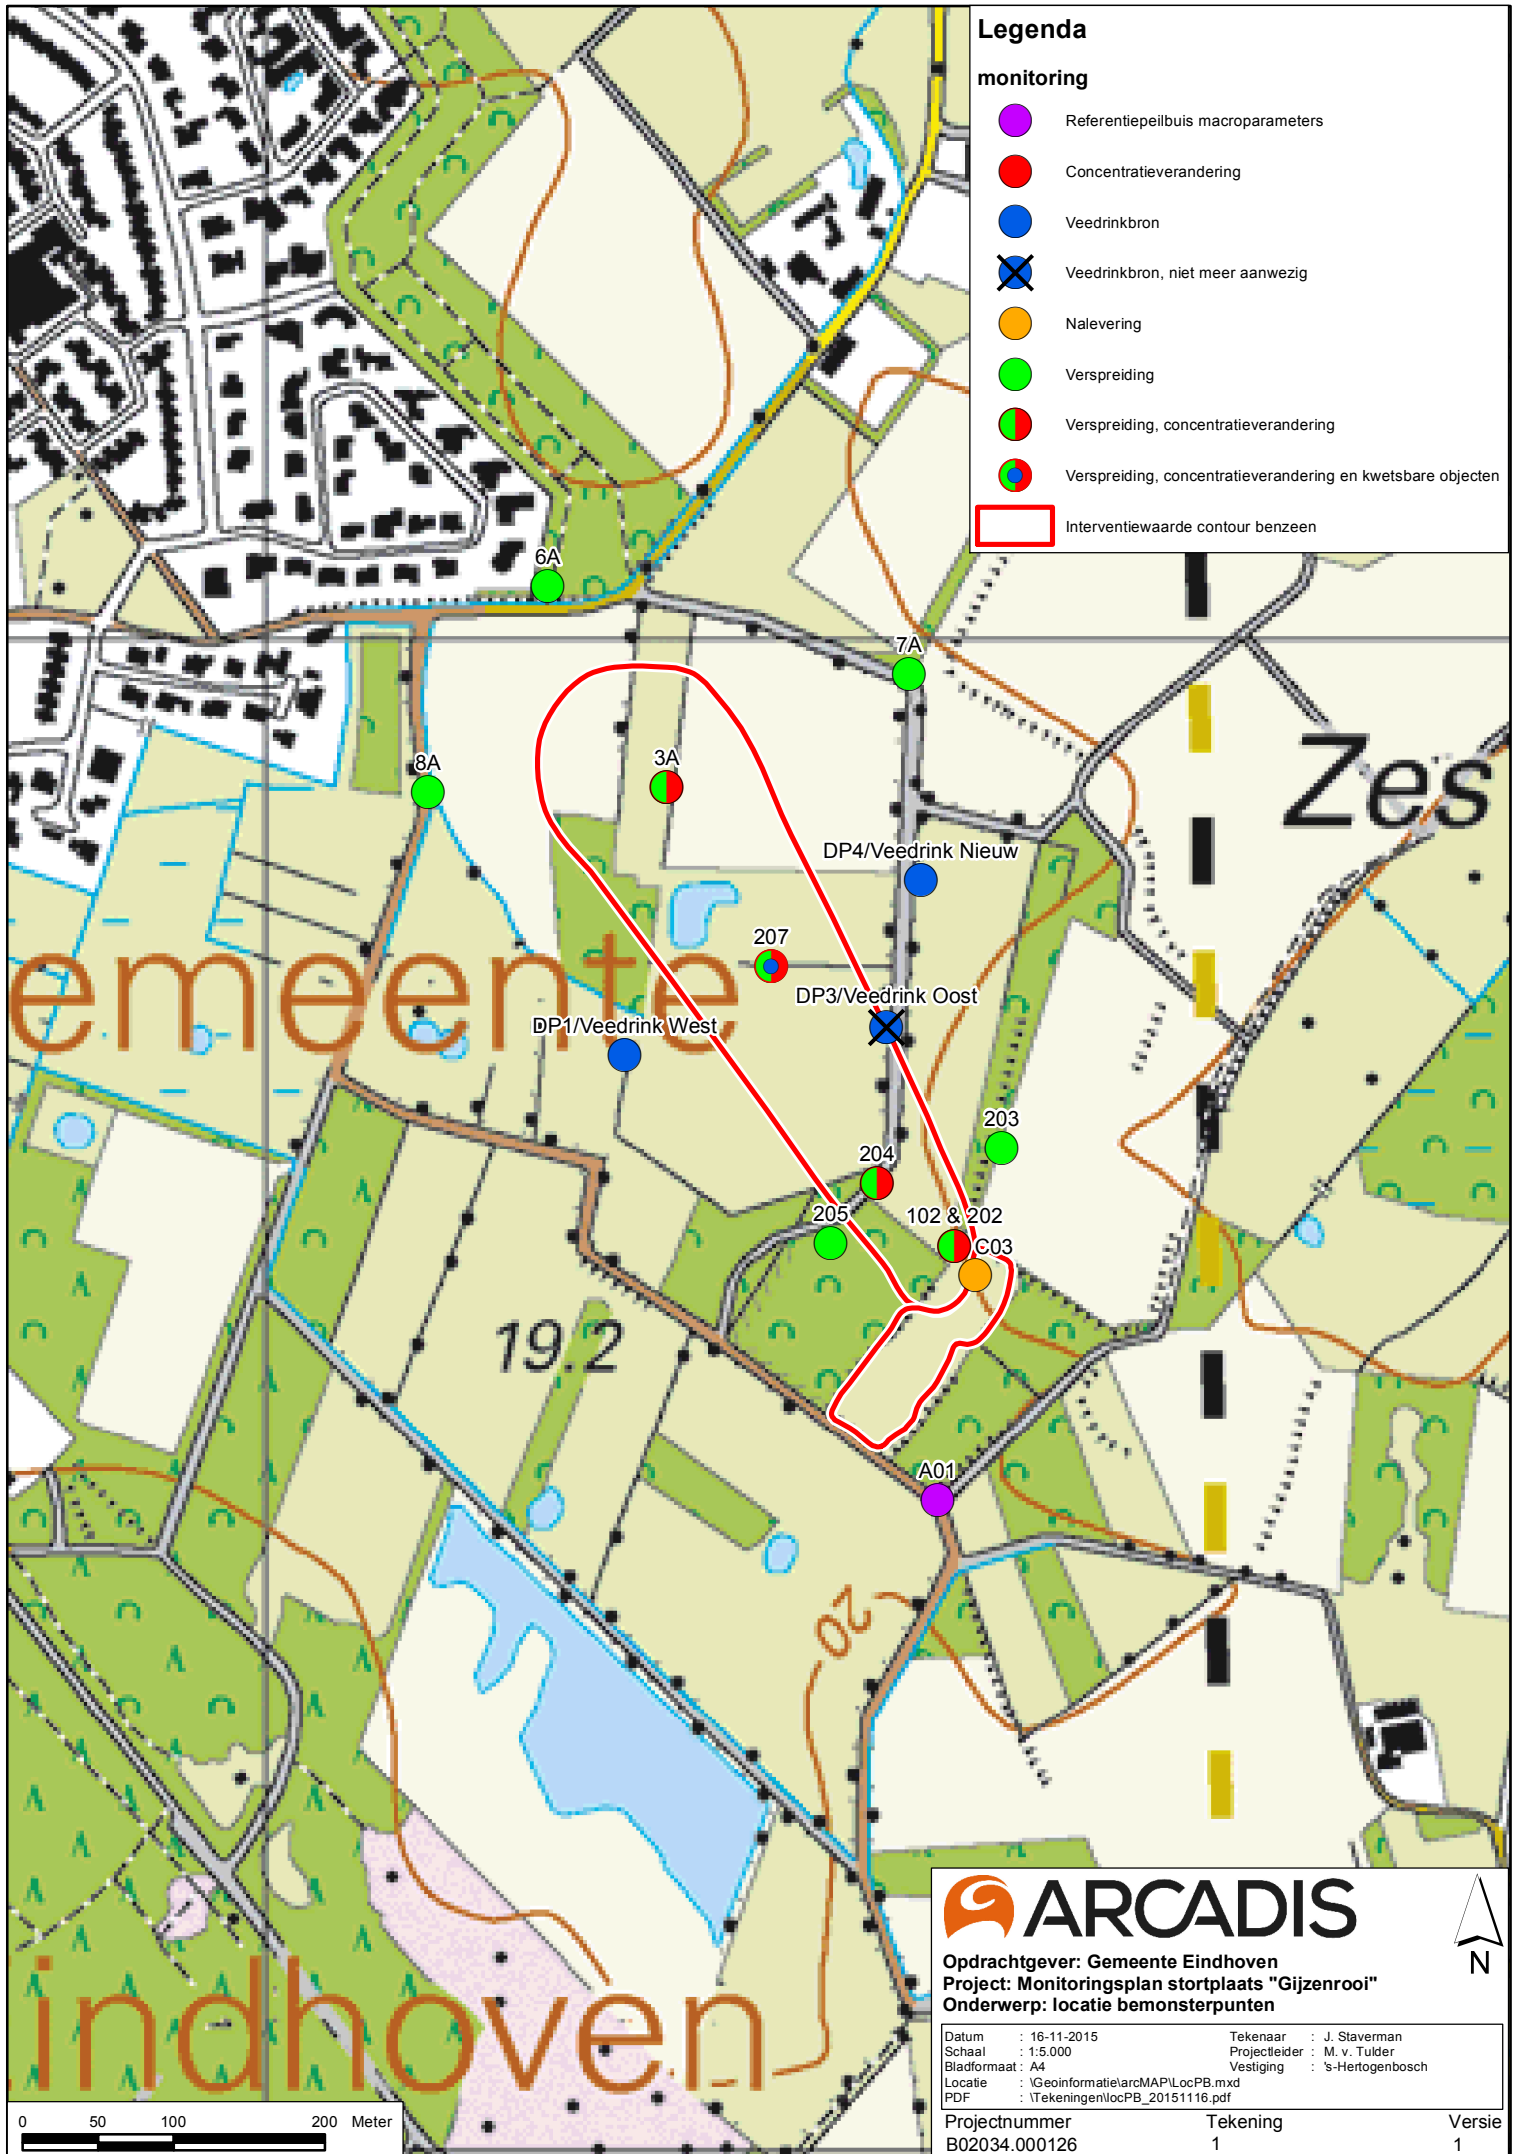 Legenda
monitoring
Referentiepeilbuis macroparameters
Concentratieverandering
Veedrinkbron
Veedrinkbron, niet meer aanwezig
Nalevering
Verspreiding
Verspreiding, concentratieverandering
Verspreiding, concentratieverandering en kwetsbare objecten
Interventiewaarde contour benzeen
6A
7A
8A
3A
Zes
DP4/Veedrink Nieuw
207
emeente
DP3/Veedrink Oost
DP1/Veedrink West
203
204
205
102 & 202
C03
19.2
A01
20
indhoven
ARCADIS
N
Opdrachtgever: Gemeente Eindhoven
Project: Monitoringsplan stortplaats "Gijzenrooi"
Onderwerp: locatie bemonsterpunten
Datum : 16-11-2015 Tekenaar : J. Staverman
Schaal : 1:5.000 Projectleider : M. v. Tulder
Bladformaat : A4 Vestiging : 's-Hertogenbosch
Locatie : \Geoinformatie\arcMAP\LocPB.mxd
PDF : \Tekeningen\locPB_20151116.pdf
Projectnummer Tekening Versie
B02034.000126 1 1
0 50 100 200 Meter